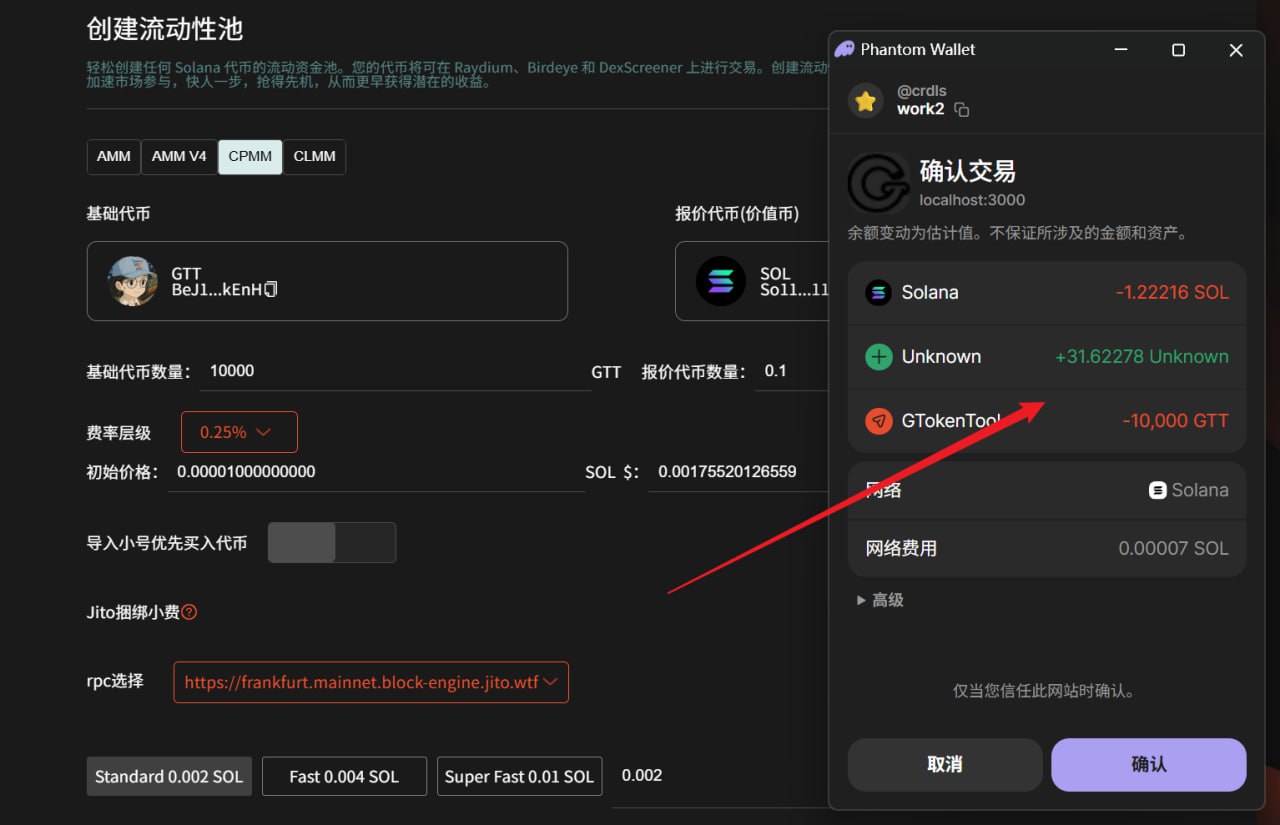 创建流动性池
轻松创建任何 Solana 代币的流动资金池。您的代币将可在 Raydium、Birdeye 和 DexScreener 上进行交易。创建流动
加速市场参与，快人一步，抢得先机，从而更早获得潜在的收益。
AMM
AMM V4
CPMM
CLMM
基础代币
报价代币(价值币)
GTT
BeJ1...kEnH
SOL
So11...11
基础代币数量：
10000
GTT
报价代币数量：
0.1
费率层级
0.25%
初始价格：
0.00001000000000
SOL $：
0.00175520126559
导入小号优先买入代币
Jito捆绑小费
rpc选择
https://frankfurt.mainnet.block-engine.jito.wtf
Standard 0.002 SOL
Fast 0.004 SOL
Super Fast 0.01 SOL
0.002
Phantom Wallet
@crdls
work2
确认交易
localhost:3000
余额变动为估计值。不保证所涉及的金额和资产。
Solana
-1.22216 SOL
Unknown
+31.62278 Unknown
GTokenTool
-10,000 GTT
网络
Solana
网络费用
0.00007 SOL
高级
仅当您信任此网站时确认。
取消
确认